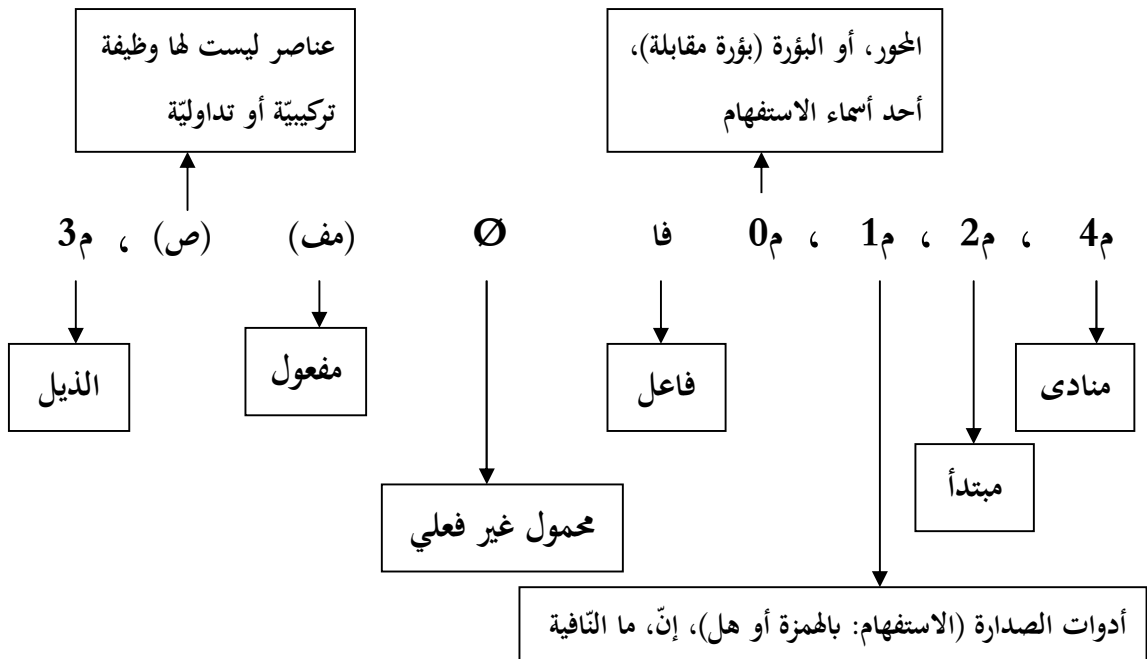 المحور، أو البؤرة (بؤرة مقابلة)،
أحد أسماء الاستفهام
عناصر ليست لها وظيفة
تركيبيّة أو تداوليّة
م4 ، م2 ، م1 ، م0 فا Ø (مف) (ص) ، م3
منادى
مبتدأ
فاعل
مفعول
الذيل
محمول غير فعلي
أدوات الصدارة (الاستفهام: بالهمزة أو هل)، إنّ، ما النّافية